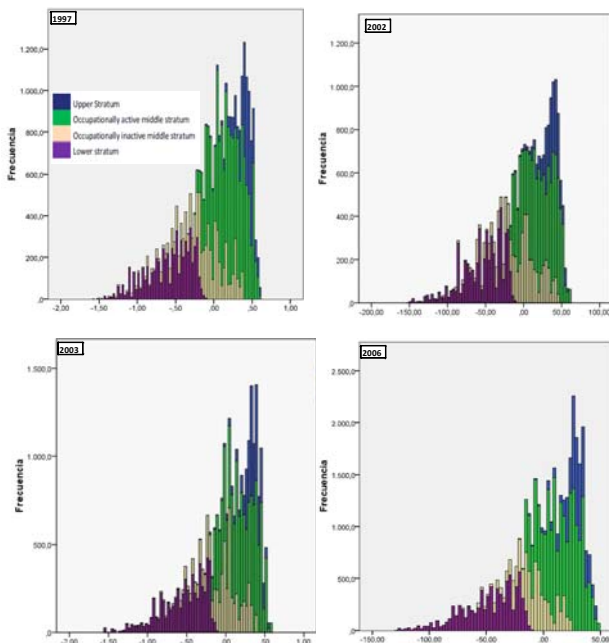 1997
Frecuencia
1.200,0
1.000,0
800,0
600,0
400,0
200,0
,0
Upper Stratum
Occupationally active middle stratum
Occupationally inactive middle stratum
Lower stratum
-2,00 -1,50 -1,00 -,50 ,00 ,50 1,00
2002
Frecuencia
1.200,0
1.000,0
800,0
600,0
400,0
200,0
,0
-200,00 -150,00 -100,00 -50,00 ,00 50,00 100,00
2003
Frecuencia
1.500,0
1.000,0
500,0
,0
-2,00 -1,00 ,00 1,00
2006
Frecuencia
2.500,0
2.000,0
1.500,0
1.000,0
500,0
,0
-150,00 -100,00 -50,00 ,00 50,00